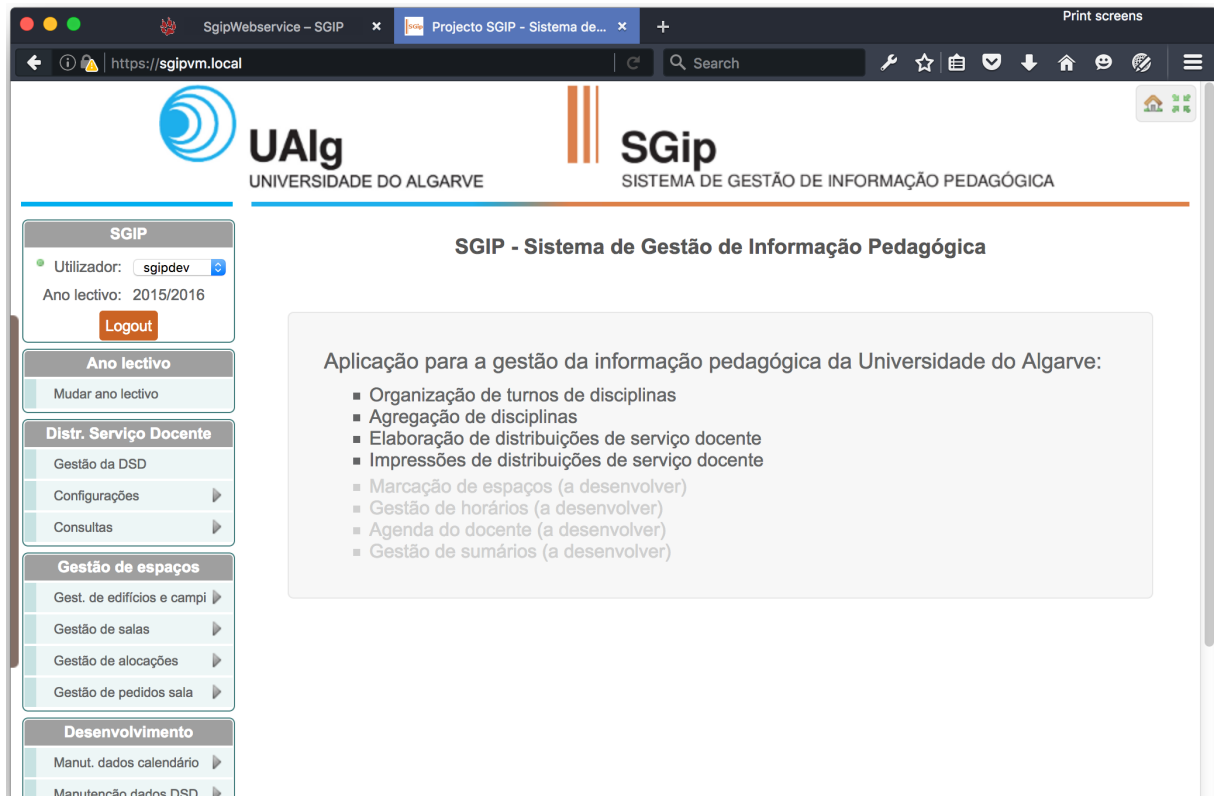 Print screens
SgipWebservice – SGIP
SGip Projecto SGIP - Sistema de...
https://sgipvm.local
Search
UAlg
UNIVERSIDADE DO ALGARVE
SGip
SISTEMA DE GESTÃO DE INFORMAÇÃO PEDAGÓGICA
SGIP
Utilizador: sgipdev
Ano lectivo: 2015/2016
Logout
Ano lectivo
Mudar ano lectivo
Distr. Serviço Docente
Gestão da DSD
Configurações
Consultas
Gestão de espaços
Gest. de edifícios e campi
Gestão de salas
Gestão de alocações
Gestão de pedidos sala
Desenvolvimento
Manut. dados calendário
Manutenção dados DSD
SGIP - Sistema de Gestão de Informação Pedagógica
Aplicação para a gestão da informação pedagógica da Universidade do Algarve:
Organização de turnos de disciplinas
Agregação de disciplinas
Elaboração de distribuições de serviço docente
Impressões de distribuições de serviço docente
Marcação de espaços (a desenvolver)
Gestão de horários (a desenvolver)
Agenda do docente (a desenvolver)
Gestão de sumários (a desenvolver)